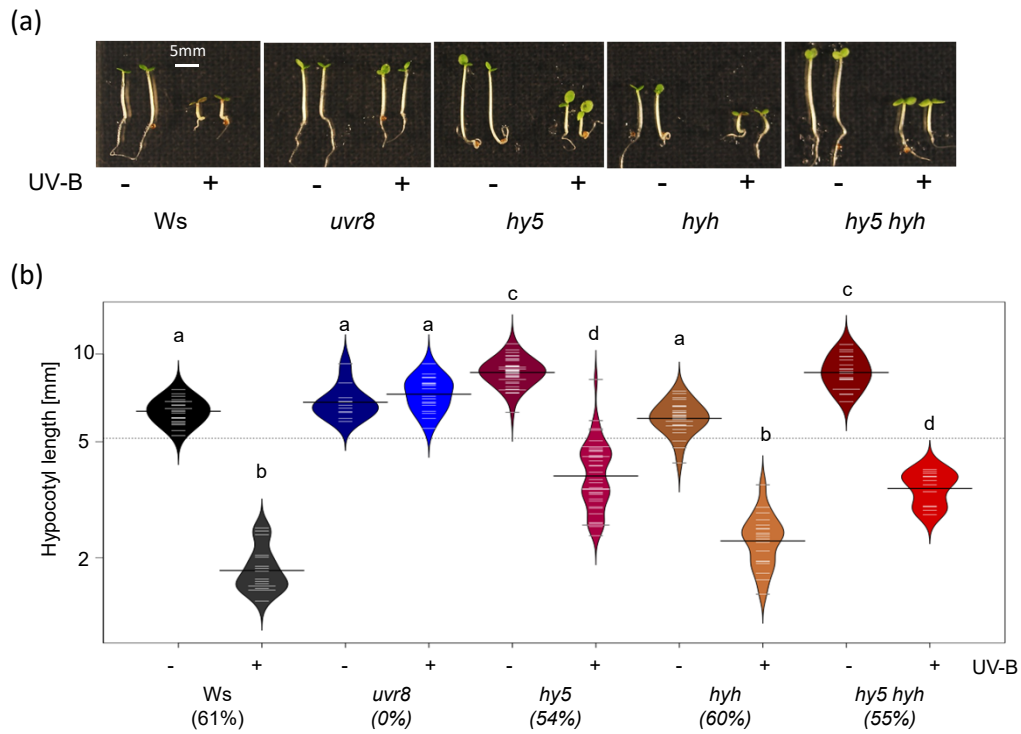 (a)
5mm
UV-B - + - + - + - + - +
Ws uvr8 hy5 hyh hy5 hyh
(b)
Hypocotyl length [mm]
10
5
2
a b a a c d a b c d
- + - + - + - + - + UV-B
Ws uvr8 hy5 hyh hy5 hyh
(61%) (0%) (54%) (60%) (55%)